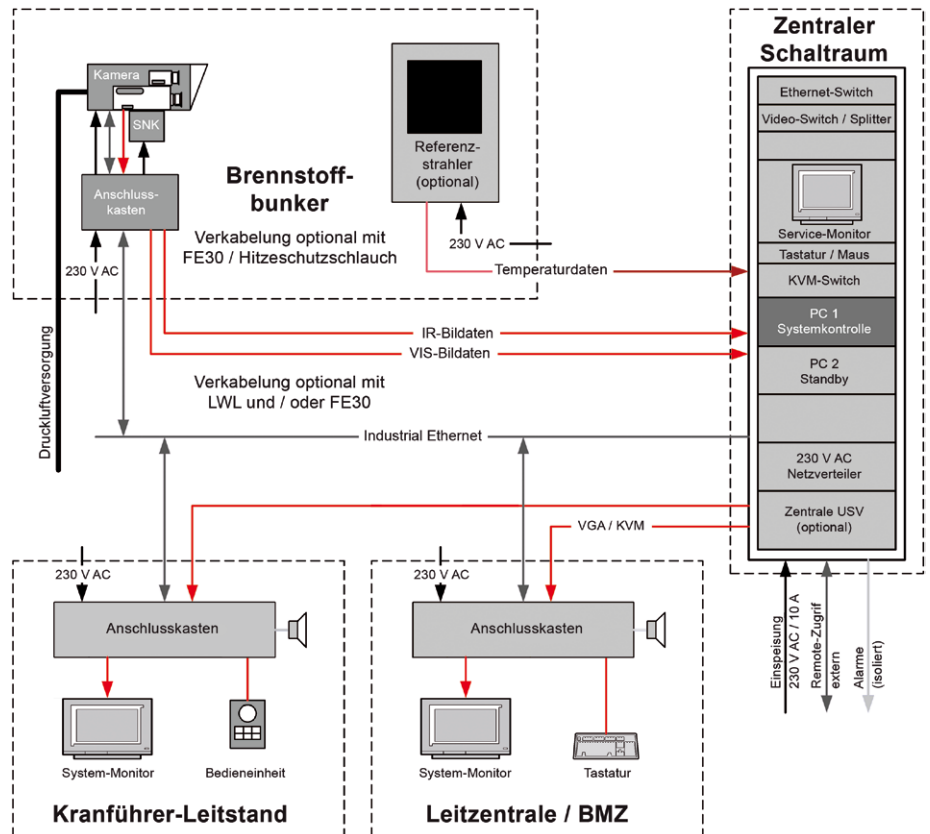 Zentraler
Schaltraum
Ethernet-Switch
Video-Switch / Splitter
Service-Monitor
Tastatur / Maus
KVM-Switch
PC 1
Systemkontrolle
PC 2
Standby
230 V AC
Netzverteiler
Zentrale USV
(optional)
Kamera
SNK
Anschluss-
kasten
230 V AC
Druckluftversorgung
Brennstoff-
bunker
Verkabelung optional mit
FE30 / Hitzeschutzschlauch
Referenz-
strahler
(optional)
230 V AC
Temperaturdaten
IR-Bildaten
VIS-Bildaten
Verkabelung optional mit
LWL und / oder FE30
Industrial Ethernet
VGA / KVM
Einspeisung
230 V AC / 10 A
Remote-Zugrif
extern
Alarme
(isoliert)
230 V AC
Anschlusskasten
System-Monitor
Bedieneinheit
Kranführer-Leitstand
230 V AC
Anschlusskasten
System-Monitor
Tastatur
Leitzentrale / BMZ